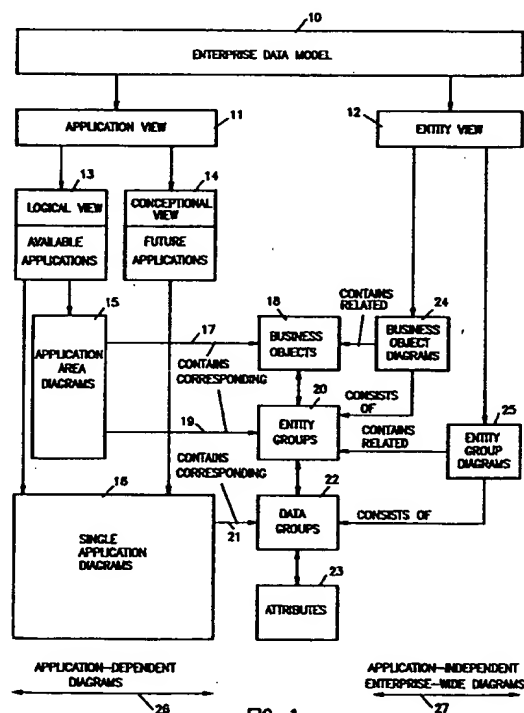 10
ENTERPRISE DATA MODEL
11
APPLICATION VIEW
12
ENTITY VIEW
13
LOGICAL VIEW
AVAILABLE
APPLICATIONS
14
CONCEPTIONAL
VIEW
FUTURE
APPLICATIONS
15
APPLICATION
AREA
DIAGRAMS
17
CONTAINS
CORRESPONDING
18
BUSINESS
OBJECTS
CONTAINS
RELATED
24
BUSINESS
OBJECT
DIAGRAMS
19
20
ENTITY
GROUPS
CONSISTS
OF
CONTAINS
RELATED
25
ENTITY
GROUP
DIAGRAMS
16
SINGLE
APPLICATION
DIAGRAMS
CONTAINS
CORRESPONDING
21
22
DATA
GROUPS
CONSISTS OF
23
ATTRIBUTES
APPLICATION-DEPENDENT
DIAGRAMS
26
APPLICATION-INDEPENDENT
ENTERPRISE-WIDE DIAGRAMS
27